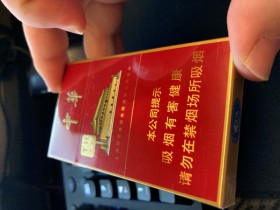 中华
本公司提示
吸烟有害健康
请勿在禁烟场所吸烟